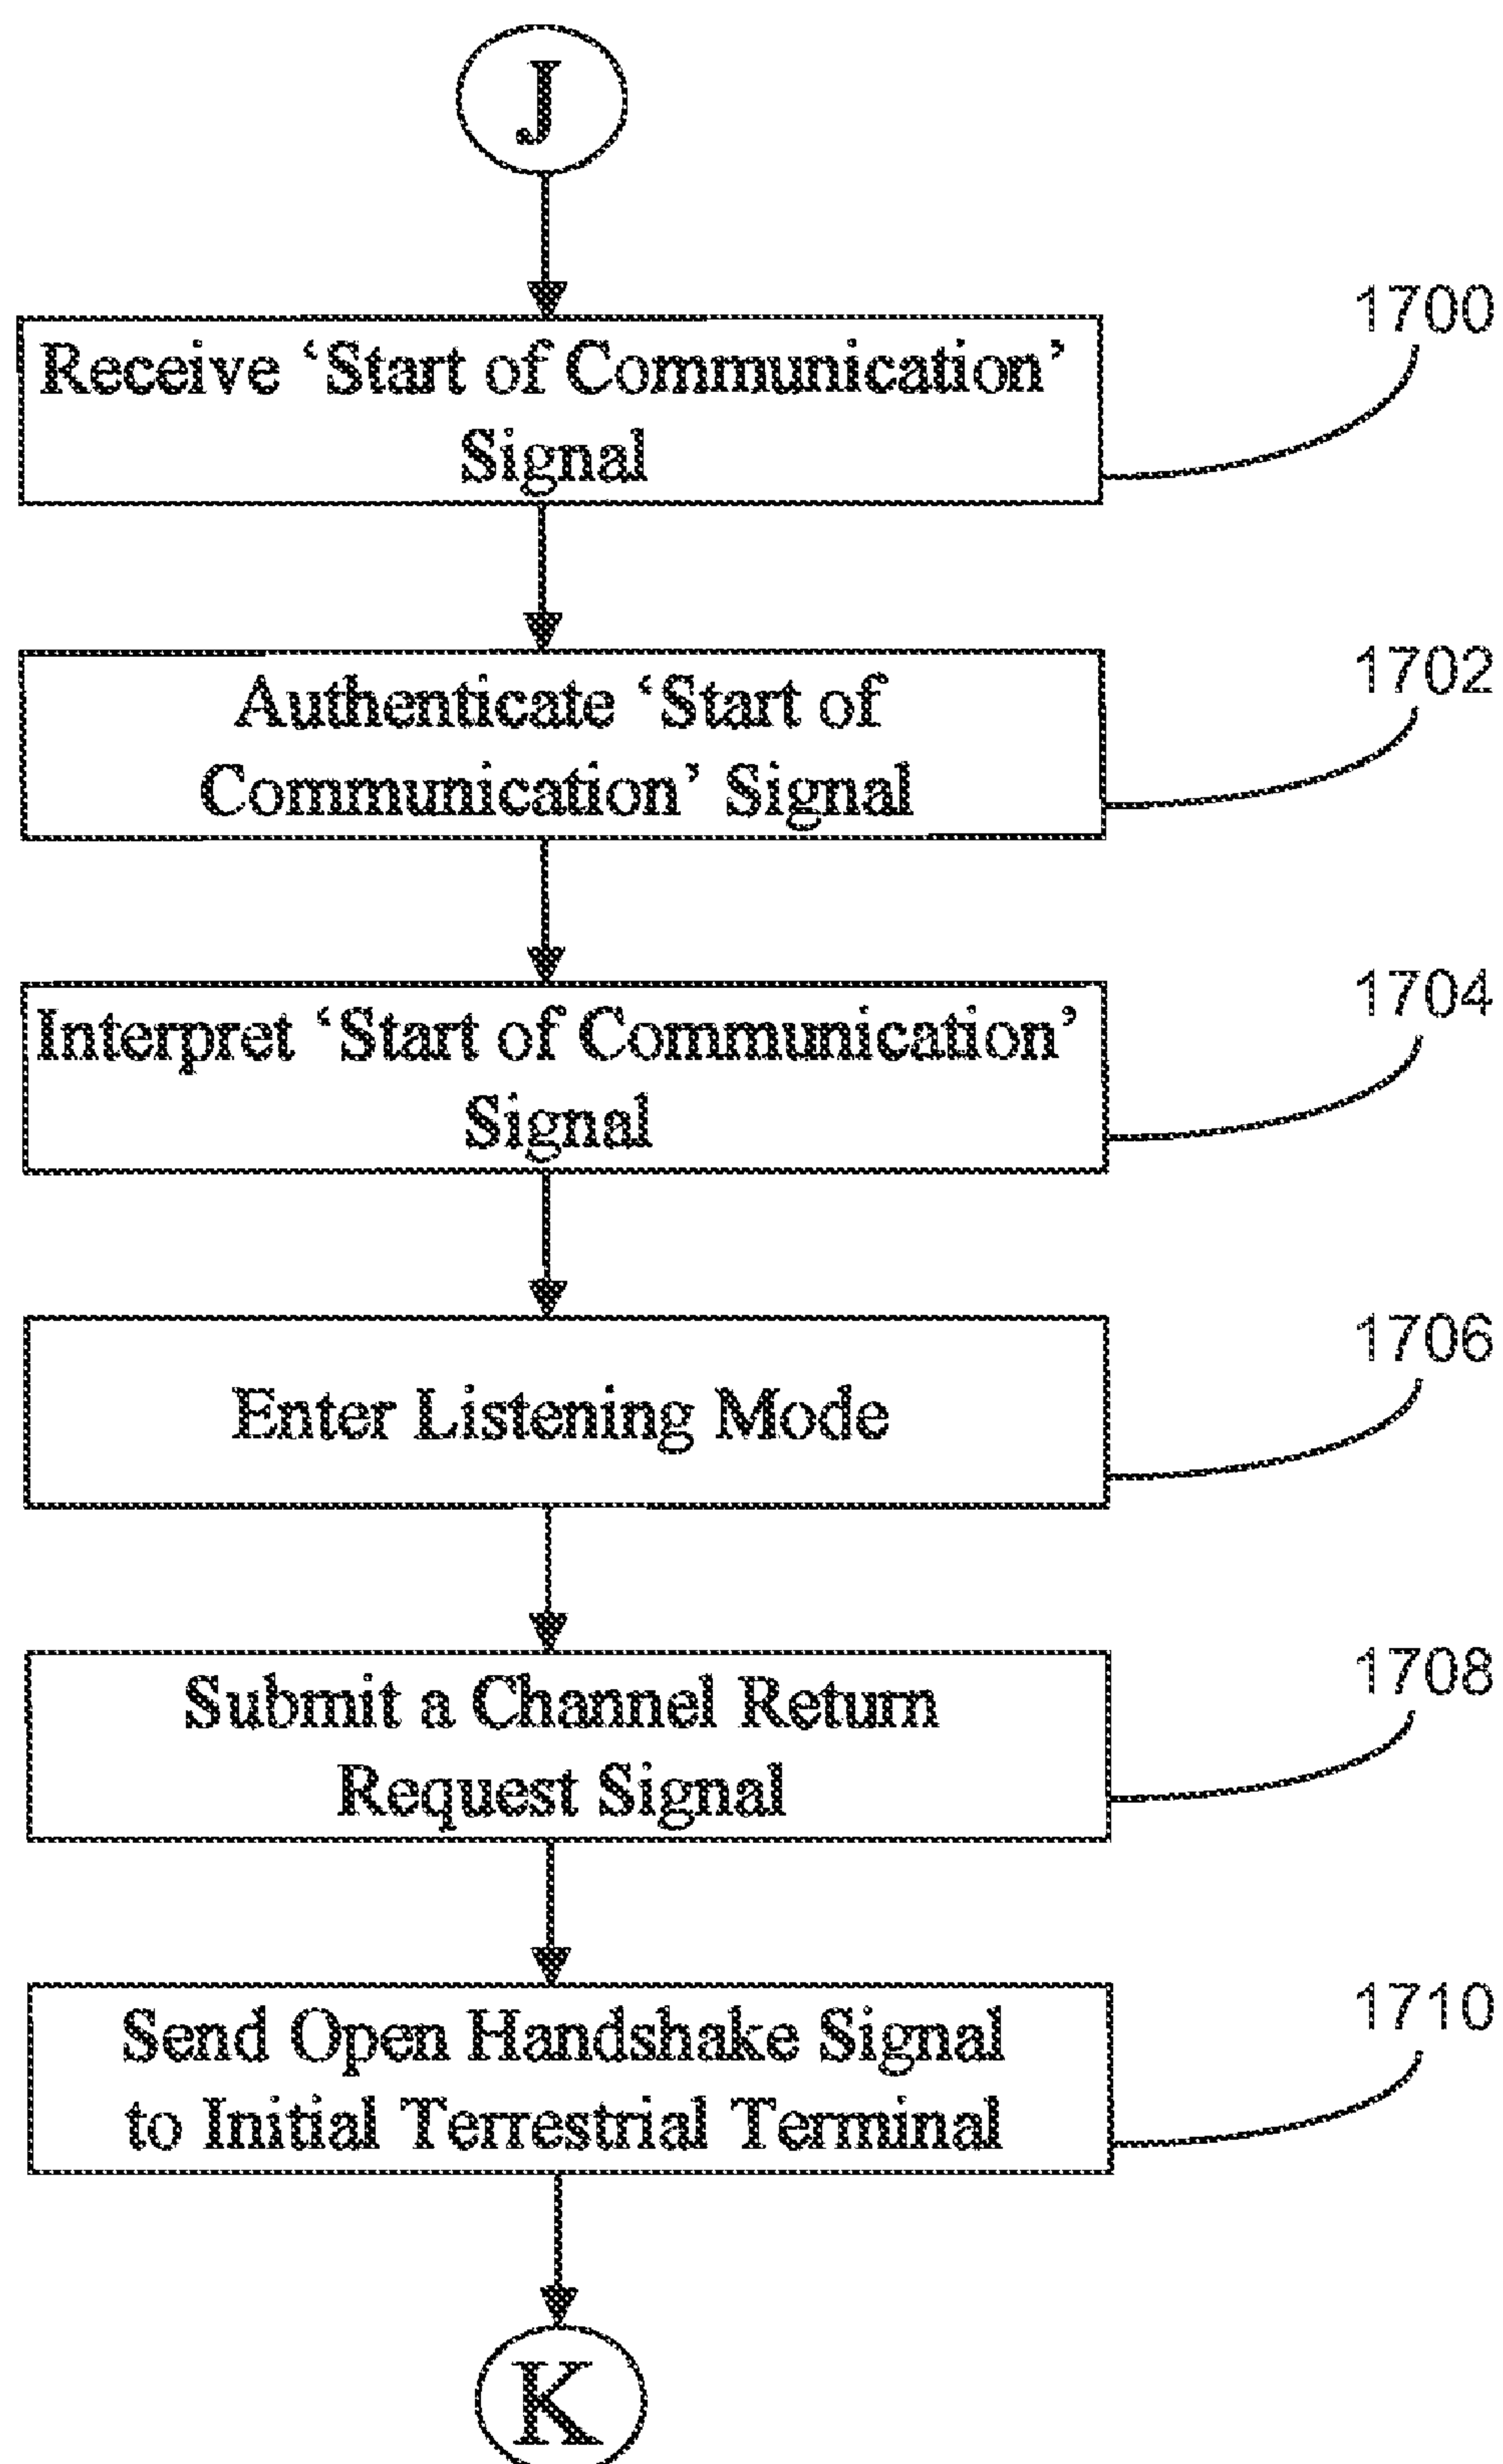 J
1700
Receive ‘Start of Communication’
Signal
1702
Authenticate ‘Start of
Communication’ Signal
1704
Interpret ‘Start of Communication’
Signal
1706
Enter Listening Mode
1708
Submit a Channel Return
Request Signal
1710
Send Open Handshake Signal
to Initial Terrestrial Terminal
K